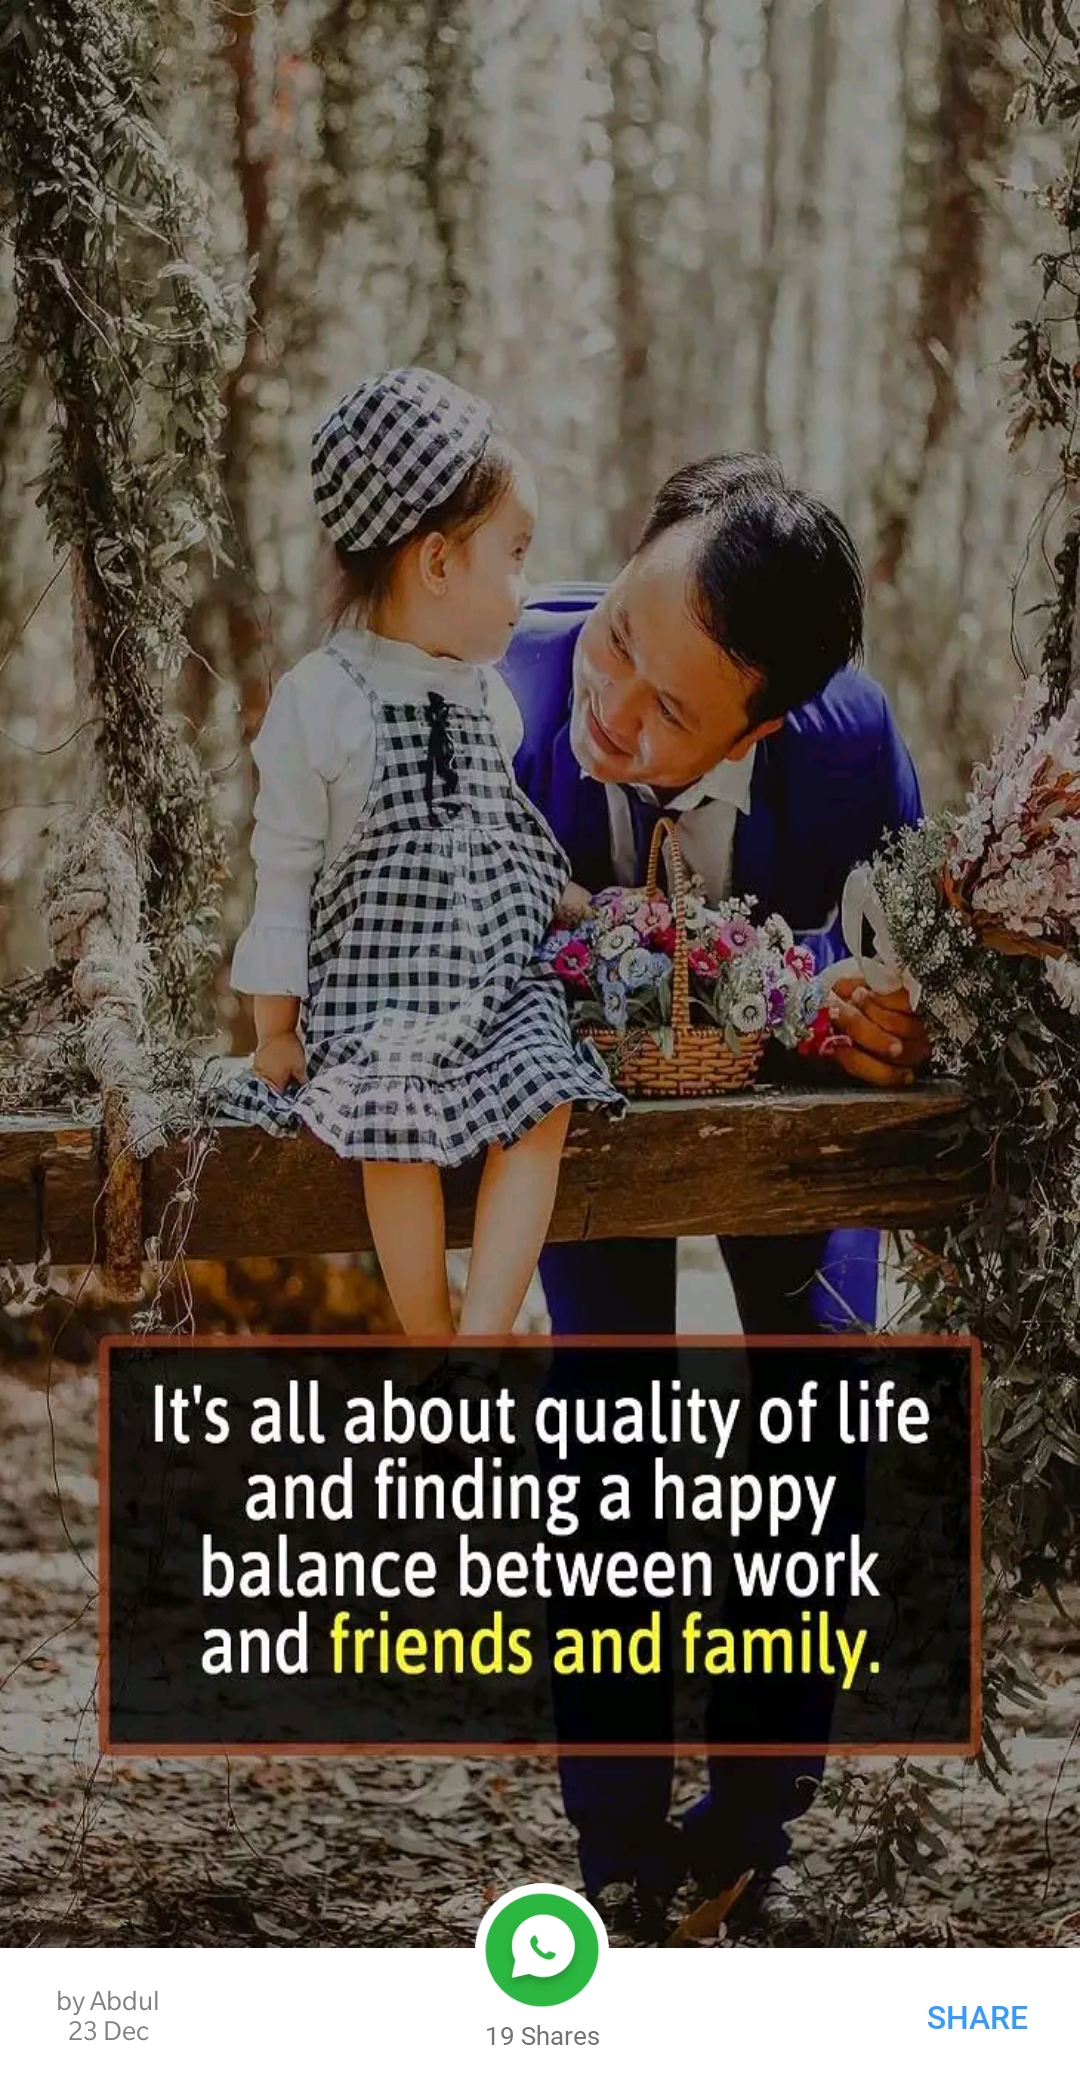 It's all about quality of life
and finding a happy
balance between work
and friends and family.
by Abdul
23 Dec
19 Shares
SHARE